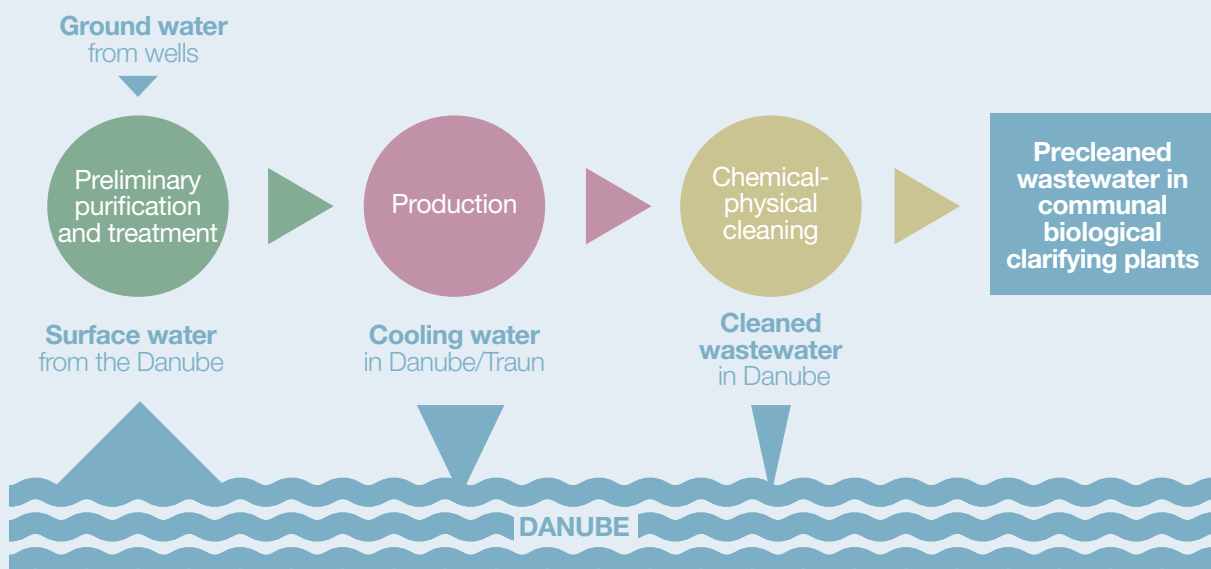 Ground water
from wells
Preliminary
purification
and treatment
Production
Chemical-
physical
cleaning
Precleaned
wastewater in
communal
biological
clarifying plants
Surface water
from the Danube
Cooling water
in Danube/Traun
Cleaned
wastewater
in Danube
DANUBE